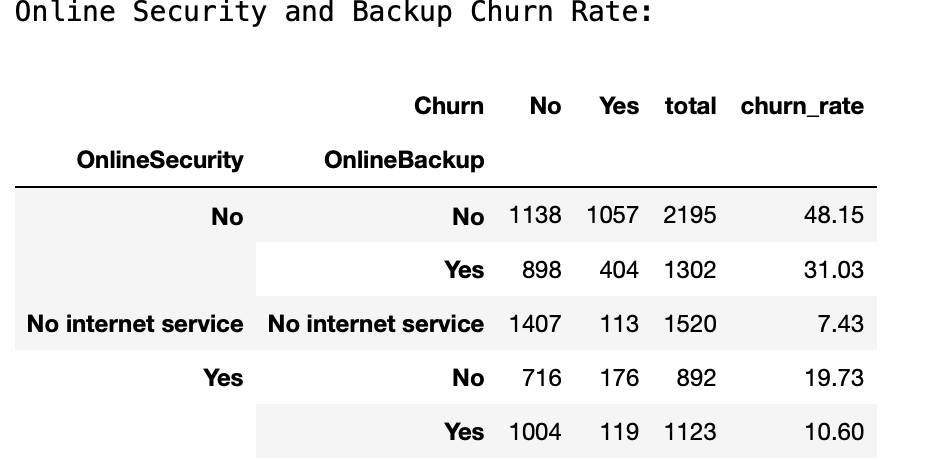 Online Security and Backup Churn Rate:
Churn No Yes total churn_rate
OnlineSecurity OnlineBackup
No No 1138 1057 2195 48.15
Yes 898 404 1302 31.03
No internet service No internet service 1407 113 1520 7.43
Yes No 716 176 892 19.73
Yes 1004 119 1123 10.60